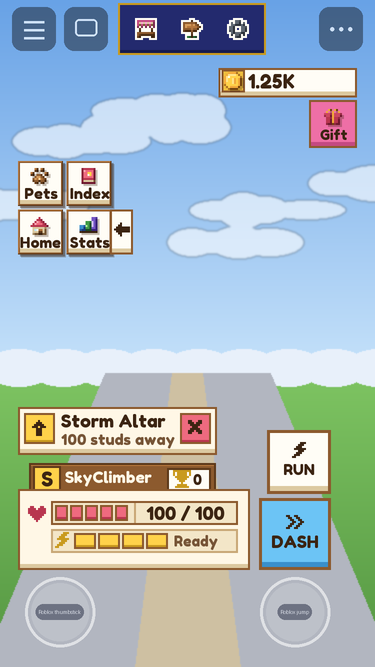 1.25K
Gift
Pets
Index
Home
Stats
Storm Altar
100 studs away
RUN
S
SkyClimber
0
100 / 100
DASH
Ready
Roblox thumbstick
Roblox jump